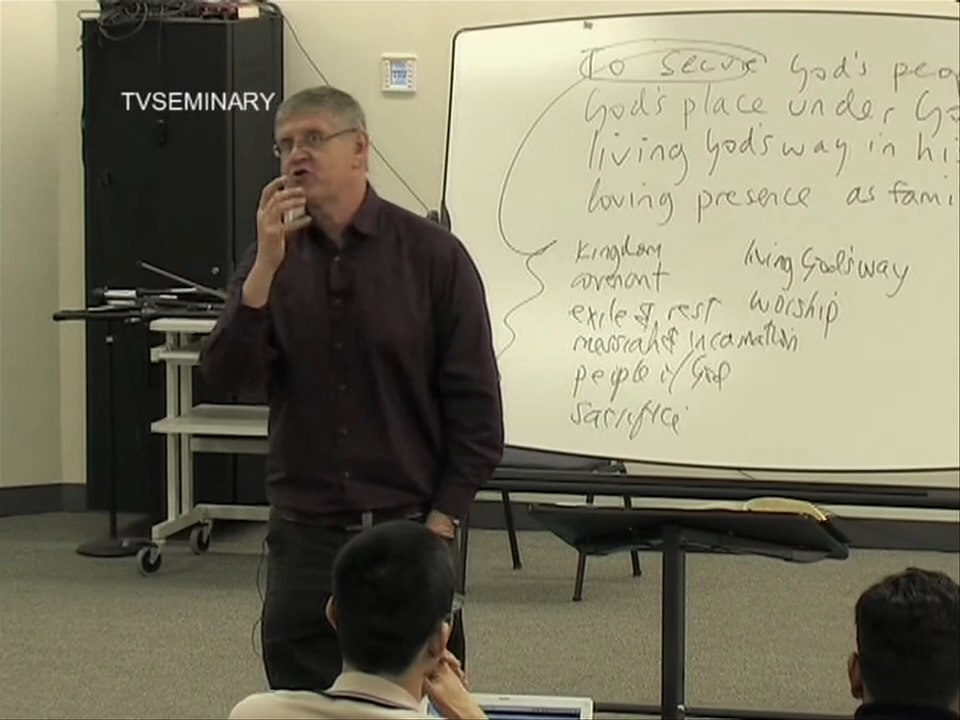 TVSEMINARY
To secure God's peo
God's place under Go
living God's way in hi
loving presence as fami
kingdom
covenant
exile & rest
messiah & incarnation
people of God
sacrifice
living God's way
worship